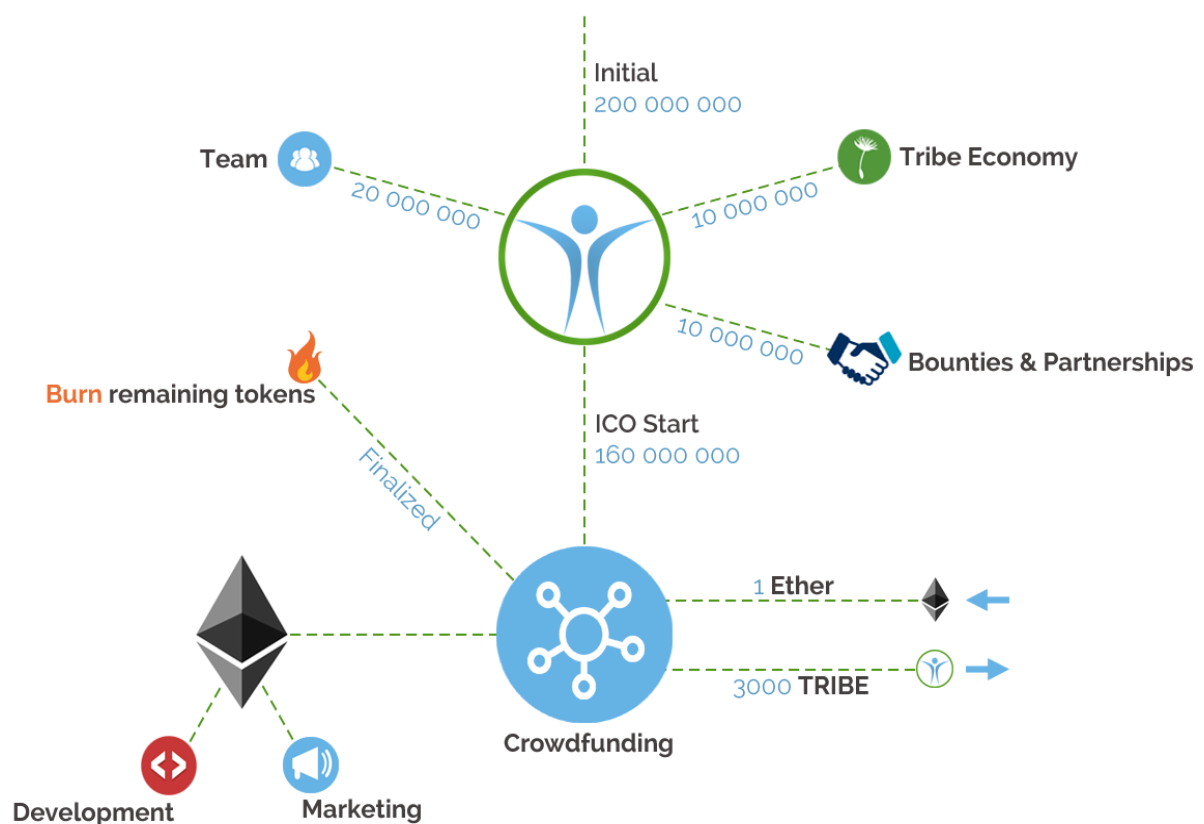 Initial
200 000 000
Team
20 000 000
Tribe Economy
10 000 000
10 000 000
Bounties & Partnerships
Burn remaining tokens
ICO Start
160 000 000
Finalized
1 Ether
3000 TRIBE
Crowdfunding
Development
Marketing